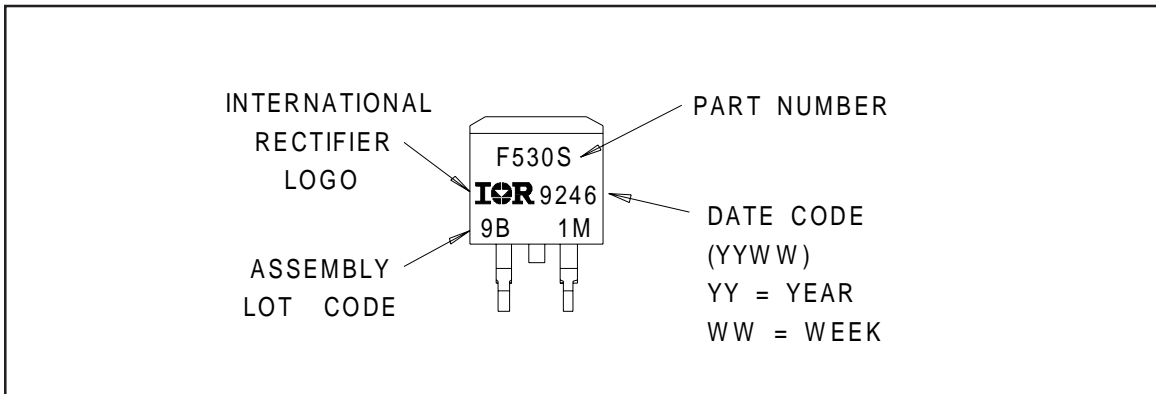 INTERNATIONAL
RECTIFIER
LOGO
ASSEMBLY
LOT CODE
F530S
IOR 9246
9B 1M
PART NUMBER
DATE CODE
(YYWW)
YY = YEAR
WW = WEEK